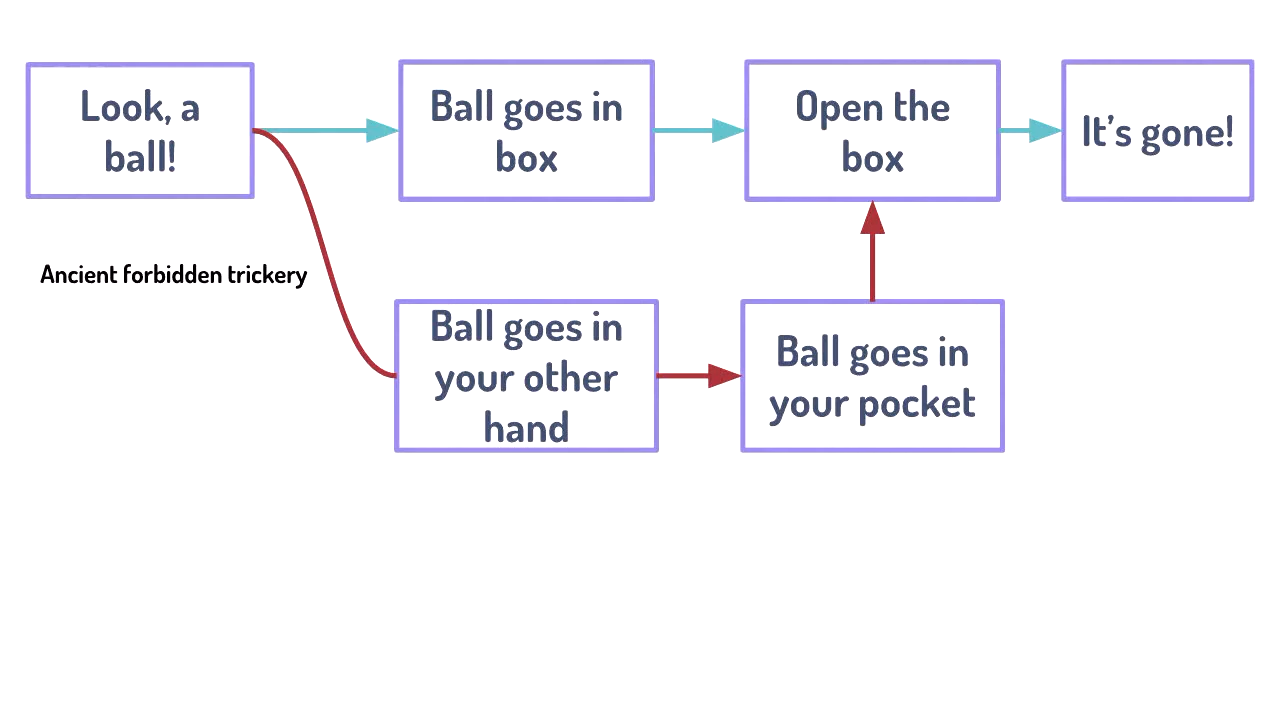 Look, a
ball!
Ball goes in
box
Open the
box
It's gone!
Ancient forbidden trickery
Ball goes in
your other
hand
Ball goes in
your pocket